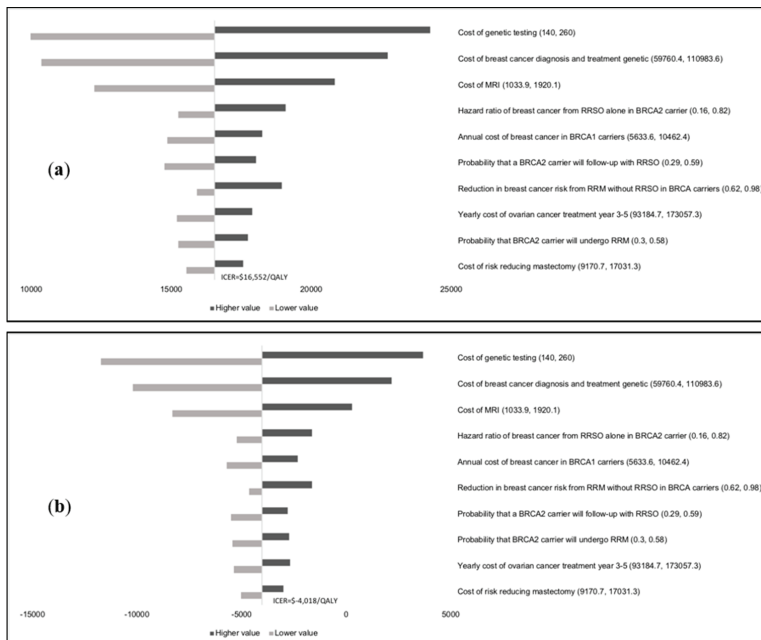 (a)
Cost of genetic testing (140, 260)
Cost of breast cancer diagnosis and treatment genetic (59760.4, 110983.6)
Cost of MRI (1033.9, 1920.1)
Hazard ratio of breast cancer from RRSO alone in BRCA2 carrier (0.16, 0.82)
Annual cost of breast cancer in BRCA1 carriers (5633.6, 10462.4)
Probability that a BRCA2 carrier will follow-up with RRSO (0.29, 0.59)
Reduction in breast cancer risk from RRM without RRSO in BRCA carriers (0.62, 0.98)
Yearly cost of ovarian cancer treatment year 3-5 (93184.7, 173057.3)
Probability that BRCA2 carrier will undergo RRM (0.3, 0.58)
Cost of risk reducing mastectomy (9170.7, 17031.3)
ICER=$16,552/QALY
10000 15000 20000 25000
Higher value Lower value
(b)
Cost of genetic testing (140, 260)
Cost of breast cancer diagnosis and treatment genetic (59760.4, 110983.6)
Cost of MRI (1033.9, 1920.1)
Hazard ratio of breast cancer from RRSO alone in BRCA2 carrier (0.16, 0.82)
Annual cost of breast cancer in BRCA1 carriers (5633.6, 10462.4)
Reduction in breast cancer risk from RRM without RRSO in BRCA carriers (0.62, 0.98)
Probability that a BRCA2 carrier will follow-up with RRSO (0.29, 0.59)
Probability that BRCA2 carrier will undergo RRM (0.3, 0.58)
Yearly cost of ovarian cancer treatment year 3-5 (93184.7, 173057.3)
Cost of risk reducing mastectomy (9170.7, 17031.3)
ICER=$-4,018/QALY
-15000 -10000 -5000 0 5000
Higher value Lower value